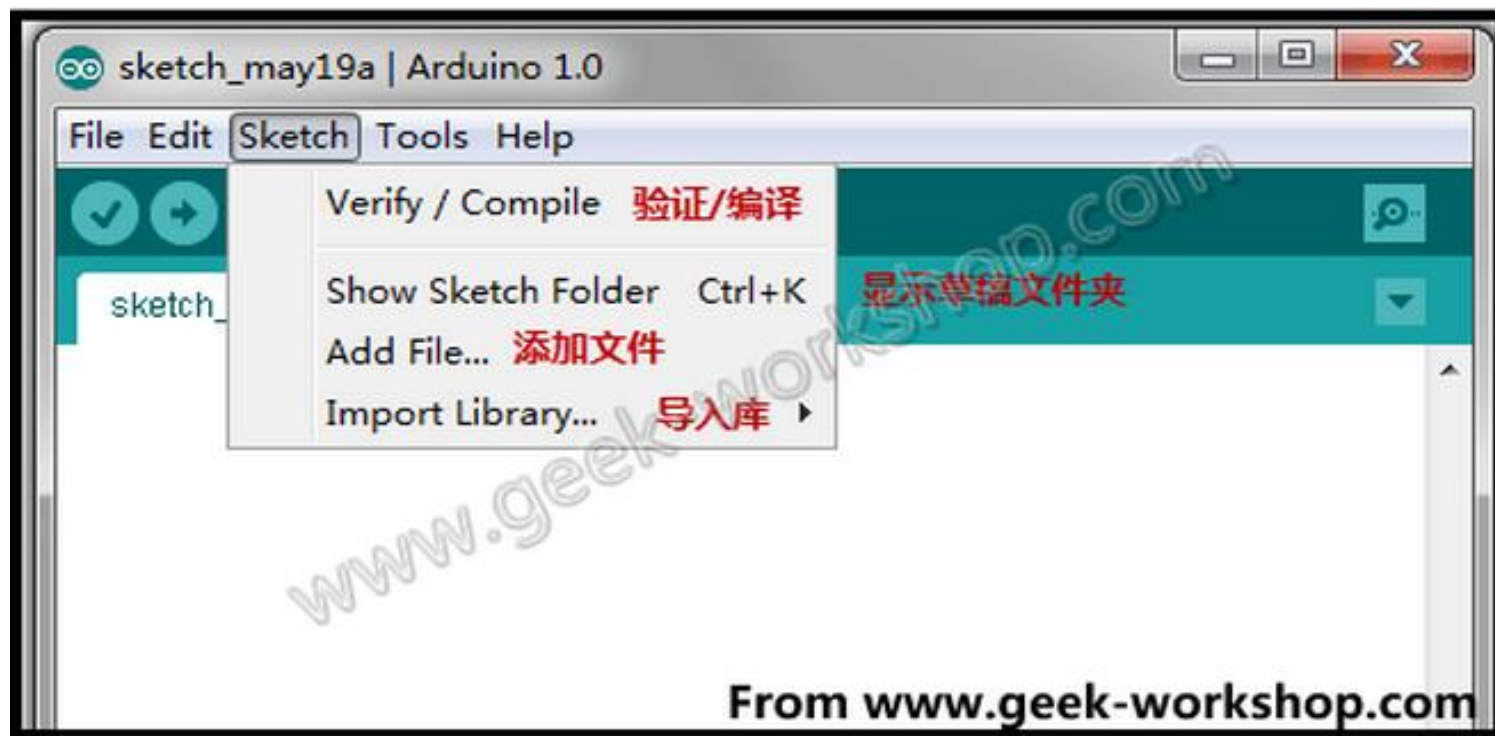 sketch_may19a | Arduino 1.0
File Edit Sketch Tools Help
Verify / Compile 验证/编译
sketch_
Show Sketch Folder Ctrl+K 显示草稿文件夹
Add File... 添加文件
Import Library... 导入库
www.geek-workshop.com
From www.geek-workshop.com